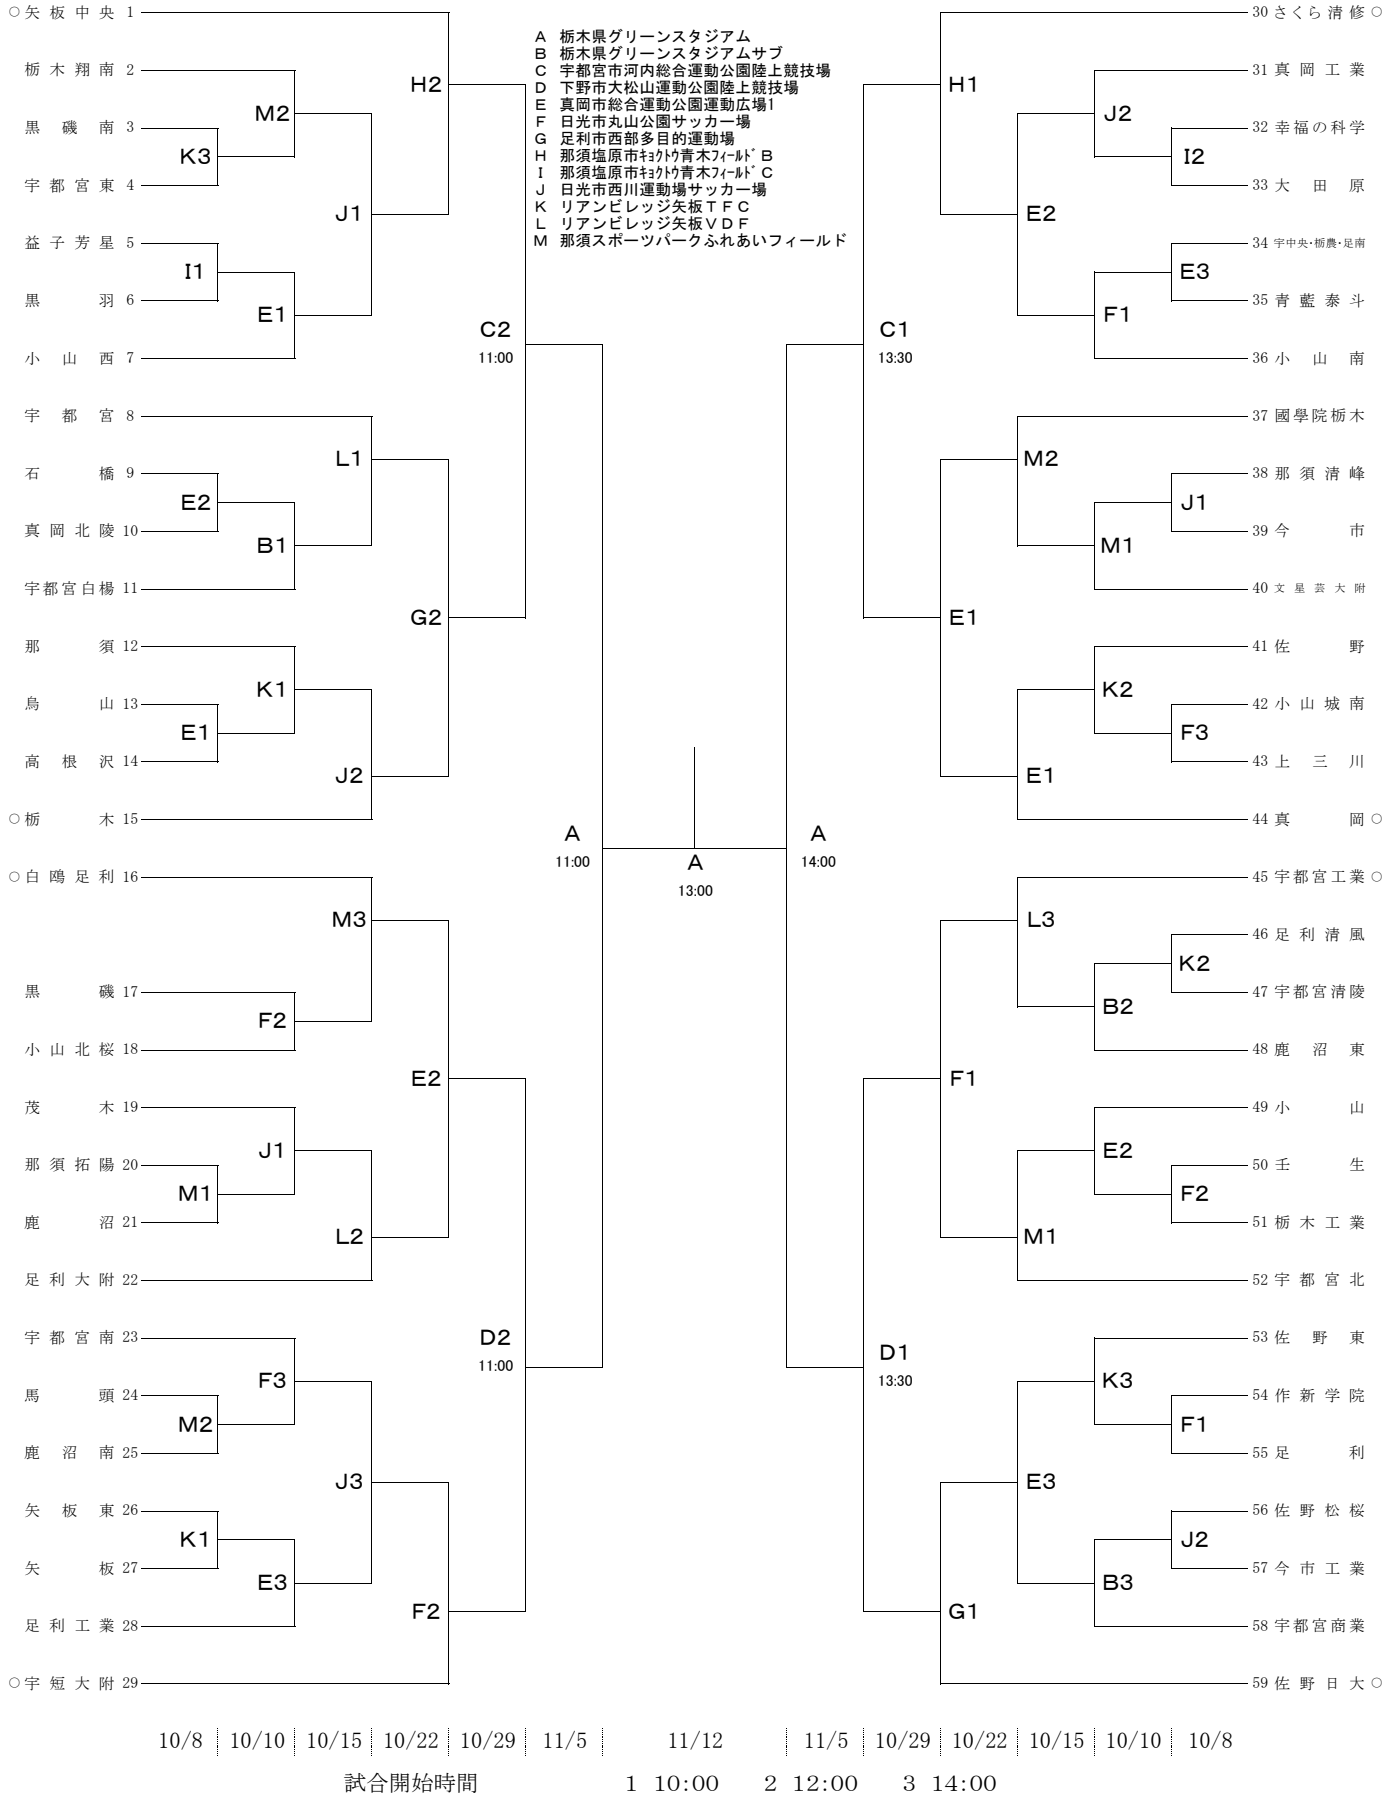 A 栃木県グリーンスタジアム
B 栃木県グリーンスタジアムサブ
C 宇都宮市河内総合運動公園陸上競技場
D 下野市大松山運動公園陸上競技場
E 真岡市総合運動公園運動広場1
F 日光市丸山公園サッカー場
G 足利市西部多目的運動場
H 那須塩原市ｷｮｸﾄｳ青木ﾌｨｰﾙﾄﾞB
I 那須塩原市ｷｮｸﾄｳ青木ﾌｨｰﾙﾄﾞC
J 日光市西川運動場サッカー場
K リアンビレッジ矢板TFC
L リアンビレッジ矢板VDF
M 那須スポーツパークふれあいフィールド
○矢板中央 1
栃木翔南 2
黒磯南 3
宇都宮東 4
益子芳星 5
黒羽 6
小山西 7
宇都宮 8
石橋 9
真岡北陵 10
宇都宮白楊 11
那須 12
烏山 13
高根沢 14
○栃木 15
○白鴎足利 16
黒磯 17
小山北桜 18
茂木 19
那須拓陽 20
鹿沼 21
足利大附 22
宇都宮南 23
馬頭 24
鹿沼南 25
矢板東 26
矢板 27
足利工業 28
○宇短大附 29
K3
I1
E2
E1
M1
M2
K1
M2
E1
B1
K1
F2
J1
F3
E3
J1
L1
J2
M3
L2
J3
H2
G2
E2
F2
C2
11:00
D2
11:00
A
11:00
A
13:00
A
14:00
C1
13:30
D1
13:30
H1
E1
F1
G1
E2
M2
E1
L3
M1
E3
J2
F1
M1
K2
B2
E2
K3
B3
I2
E3
J1
F3
K2
F2
F1
J2
30 さくら清修 ○
31 真岡工業
32 幸福の科学
33 大田原
34 宇中央・栃農・足南
35 青藍泰斗
36 小山南
37 國學院栃木
38 那須清峰
39 今市
40 文星芸大附
41 佐野
42 小山城南
43 上三川
44 真岡 ○
45 宇都宮工業 ○
46 足利清風
47 宇都宮清陵
48 鹿沼東
49 小山
50 壬生
51 栃木工業
52 宇都宮北
53 佐野東
54 作新学院
55 足利
56 佐野松桜
57 今市工業
58 宇都宮商業
59 佐野日大 ○
10/8 10/10 10/15 10/22 10/29 11/5 11/12 11/5 10/29 10/22 10/15 10/10 10/8
試合開始時間 1 10:00 2 12:00 3 14:00